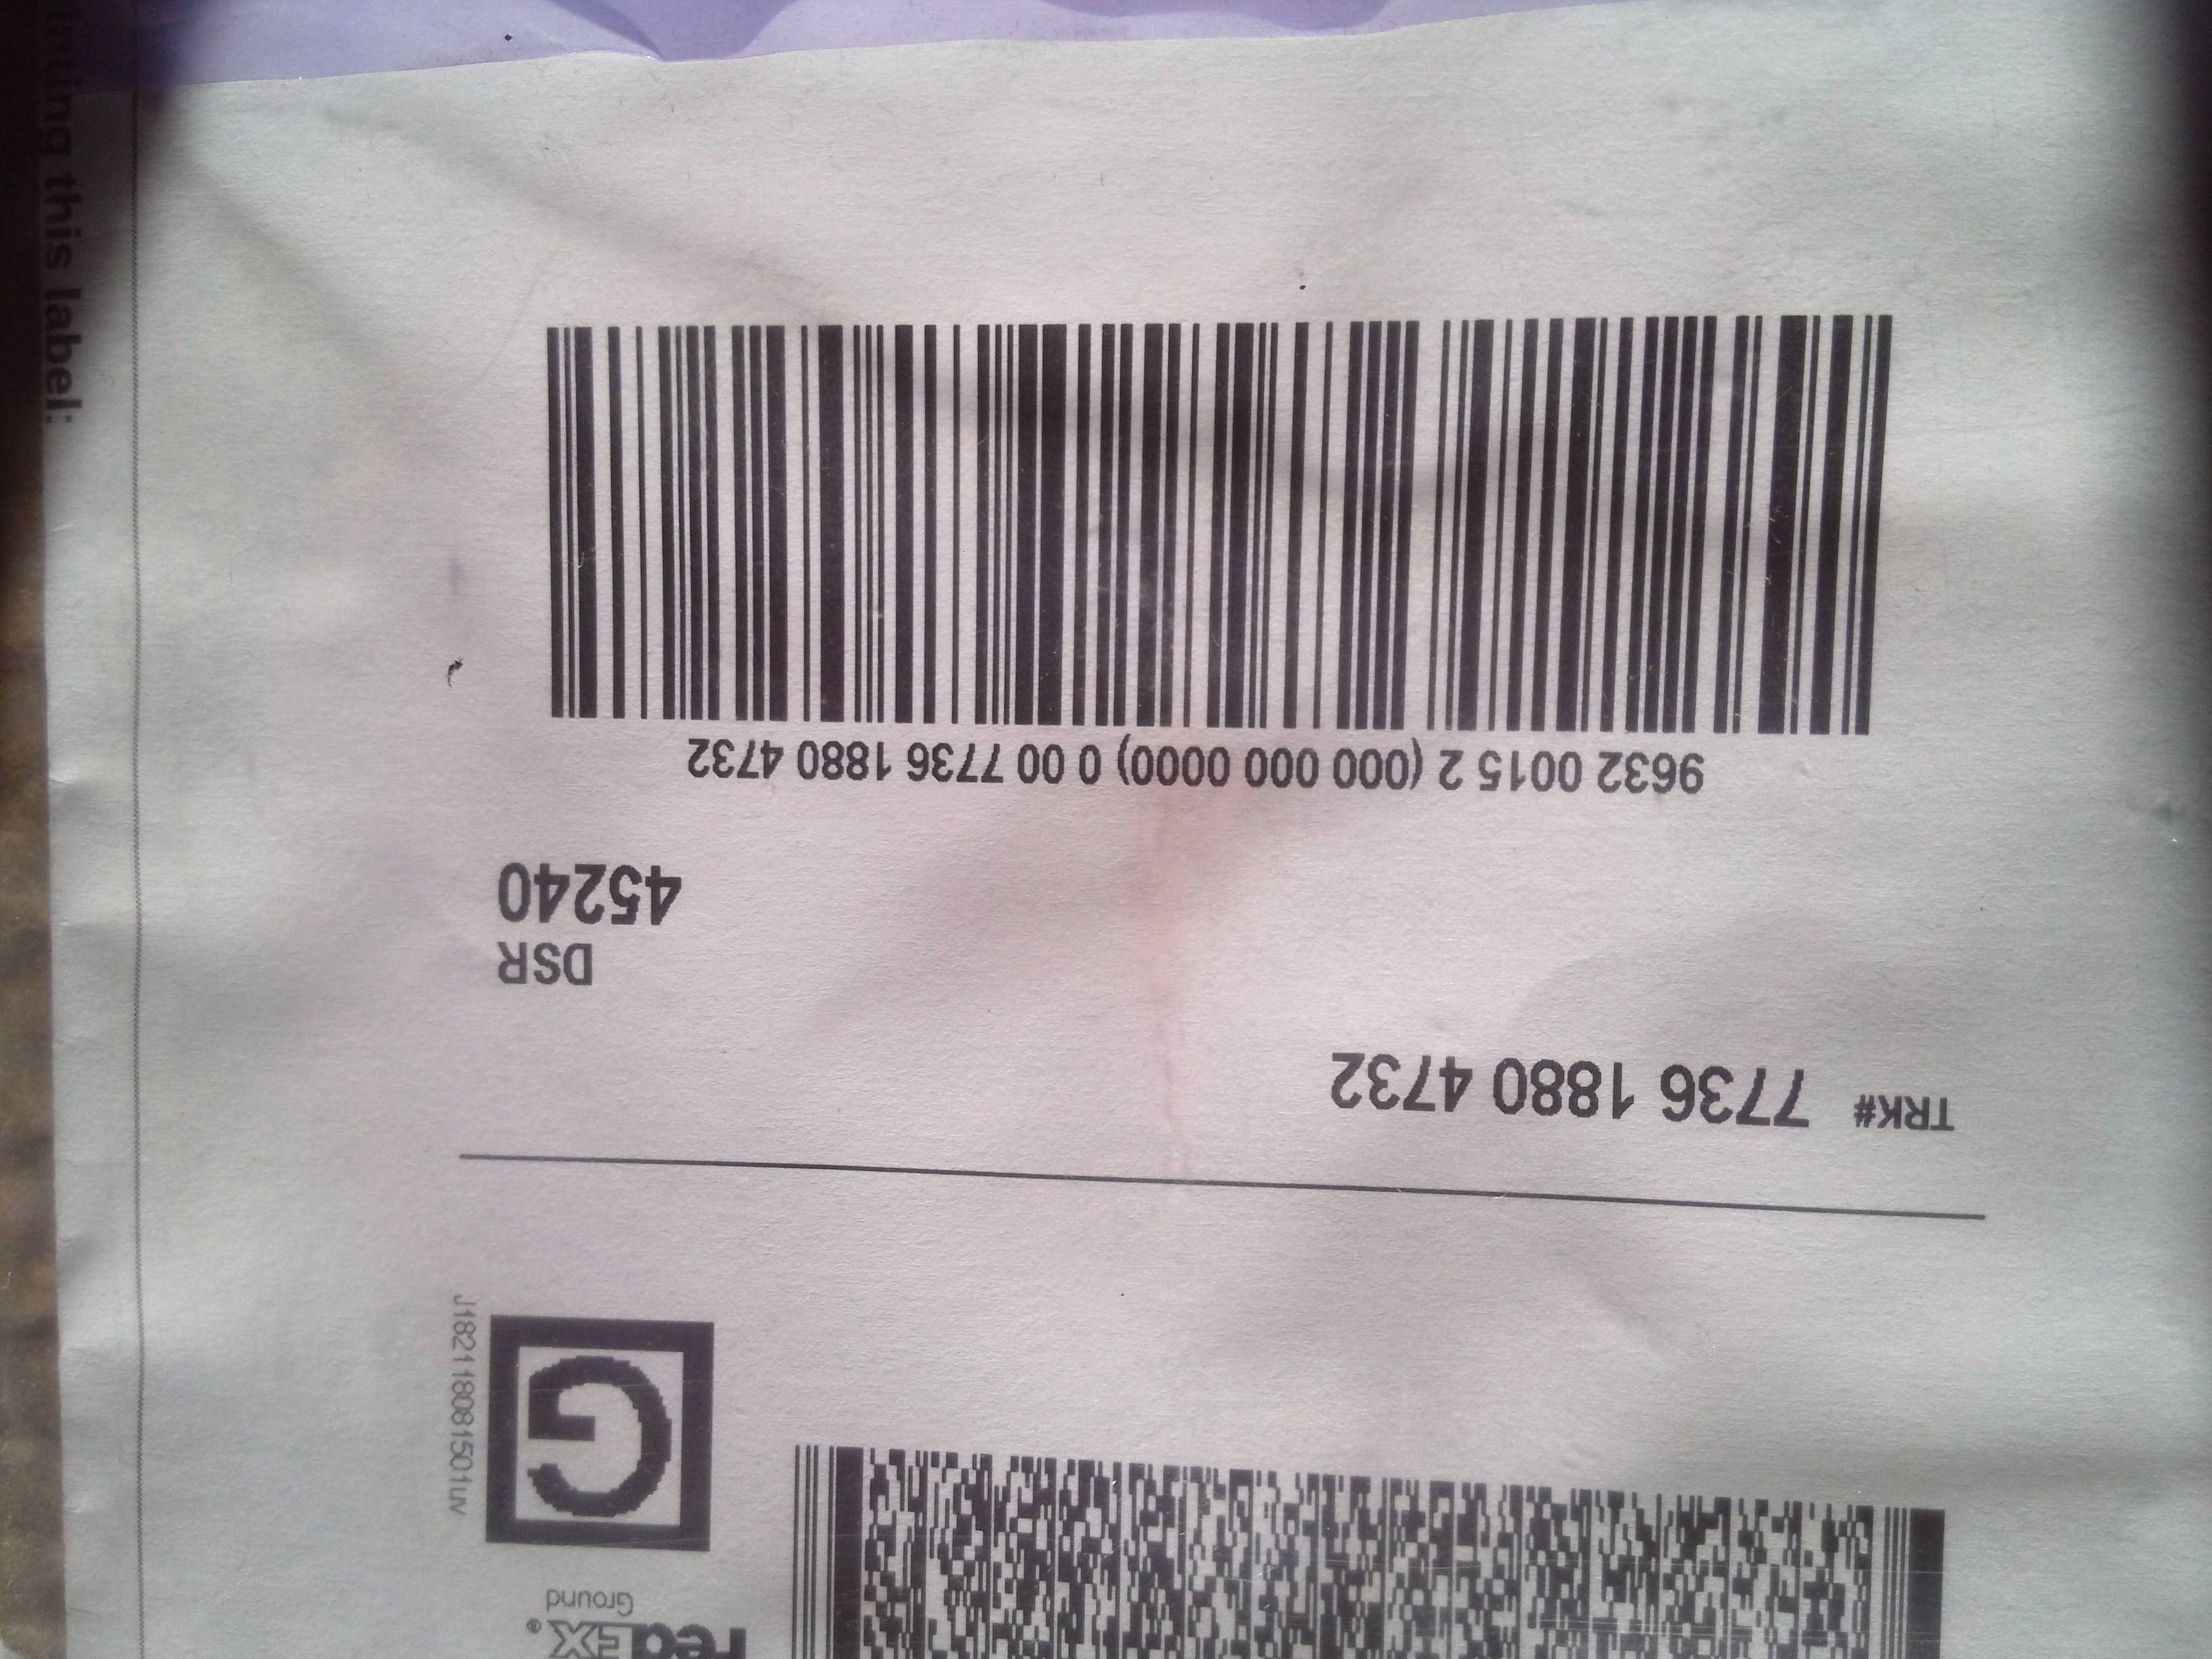 FedEx®
Ground
G
J182118081501uv
TRK# 7736 1880 4732
DSR
45240
9632 0015 2 (000 000 0000) 0 00 7736 1880 4732
this label: